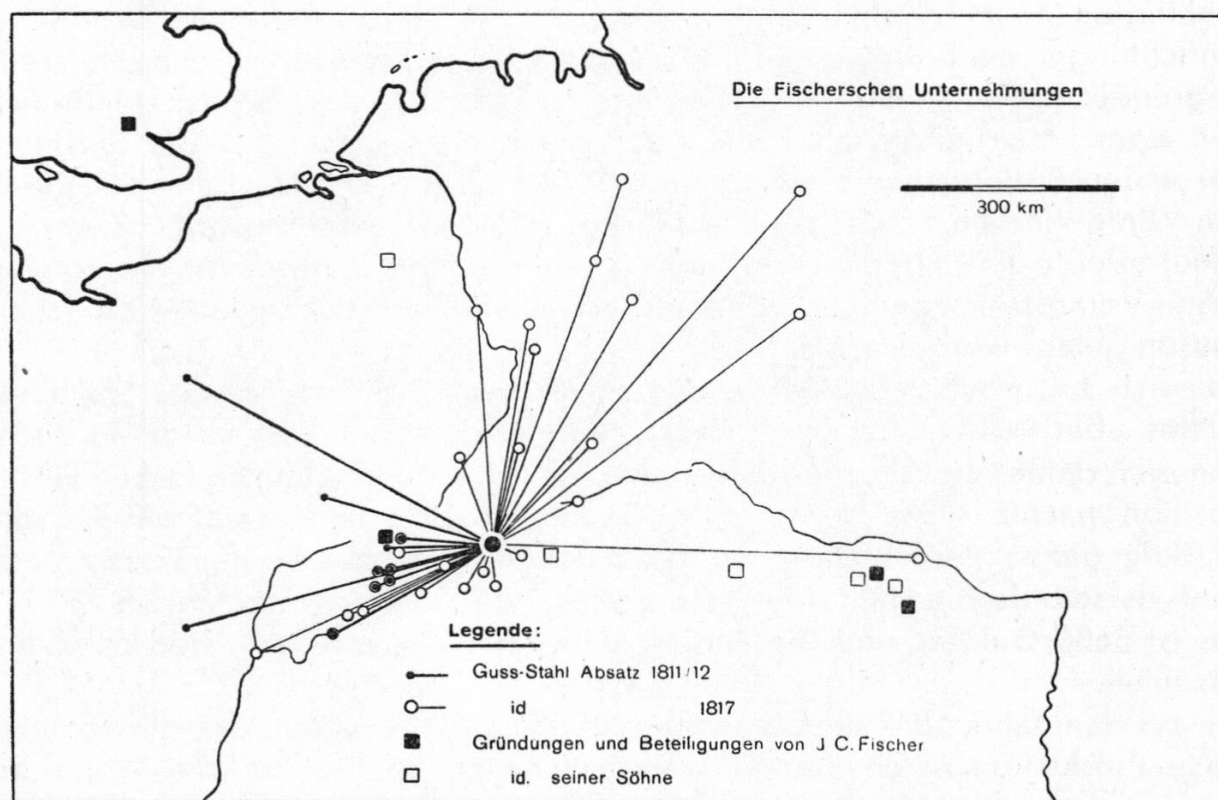 Die Fischerschen Unternehmungen
300 km
Legende:
Guss-Stahl Absatz 1811/12
id 1817
Gründungen und Beteiligungen von J C. Fischer
id. seiner Söhne